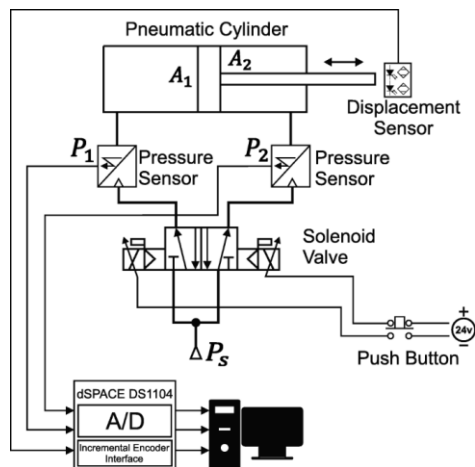 Pneumatic Cylinder
A₁
A₂
Displacement
Sensor
P₁
Pressure
Sensor
P₂
Pressure
Sensor
Solenoid
Valve
Pₛ
+
24v
−
Push Button
dSPACE DS1104
A/D
Incremental Encoder
Interface